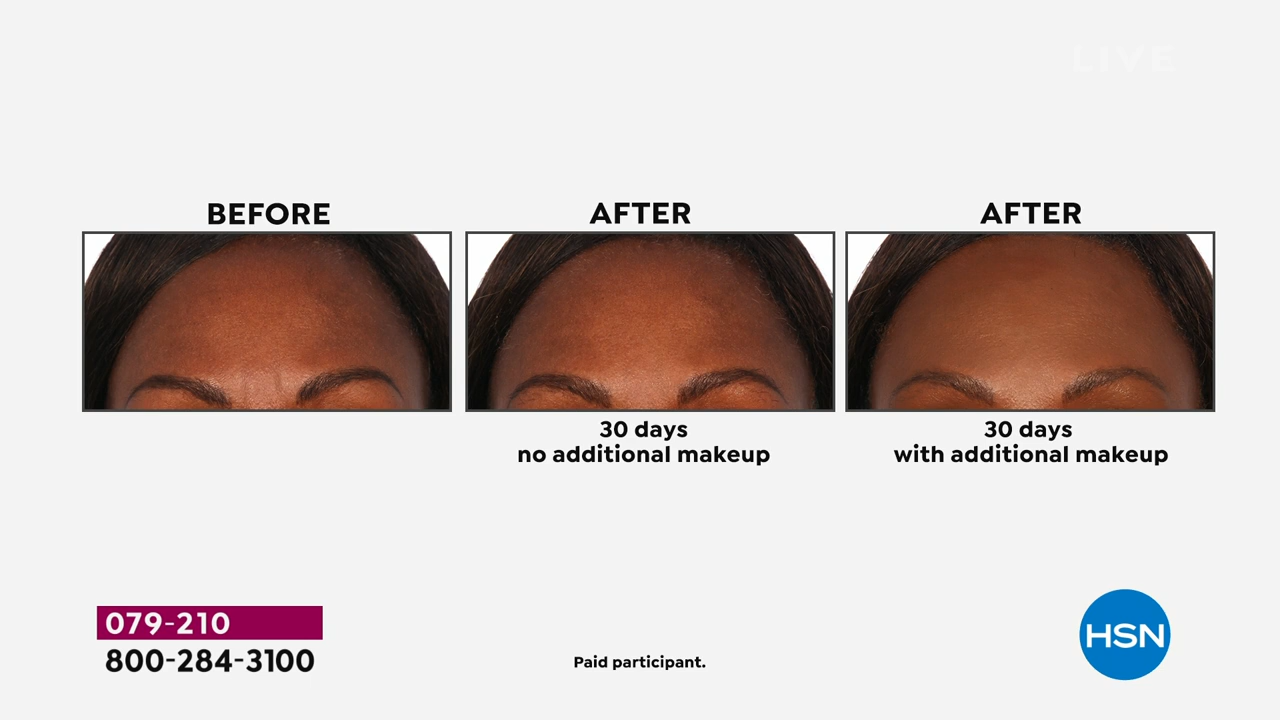 LIVE
BEFORE
AFTER
AFTER
30 days
no additional makeup
30 days
with additional makeup
079-210
800-284-3100
Paid participant.
HSN